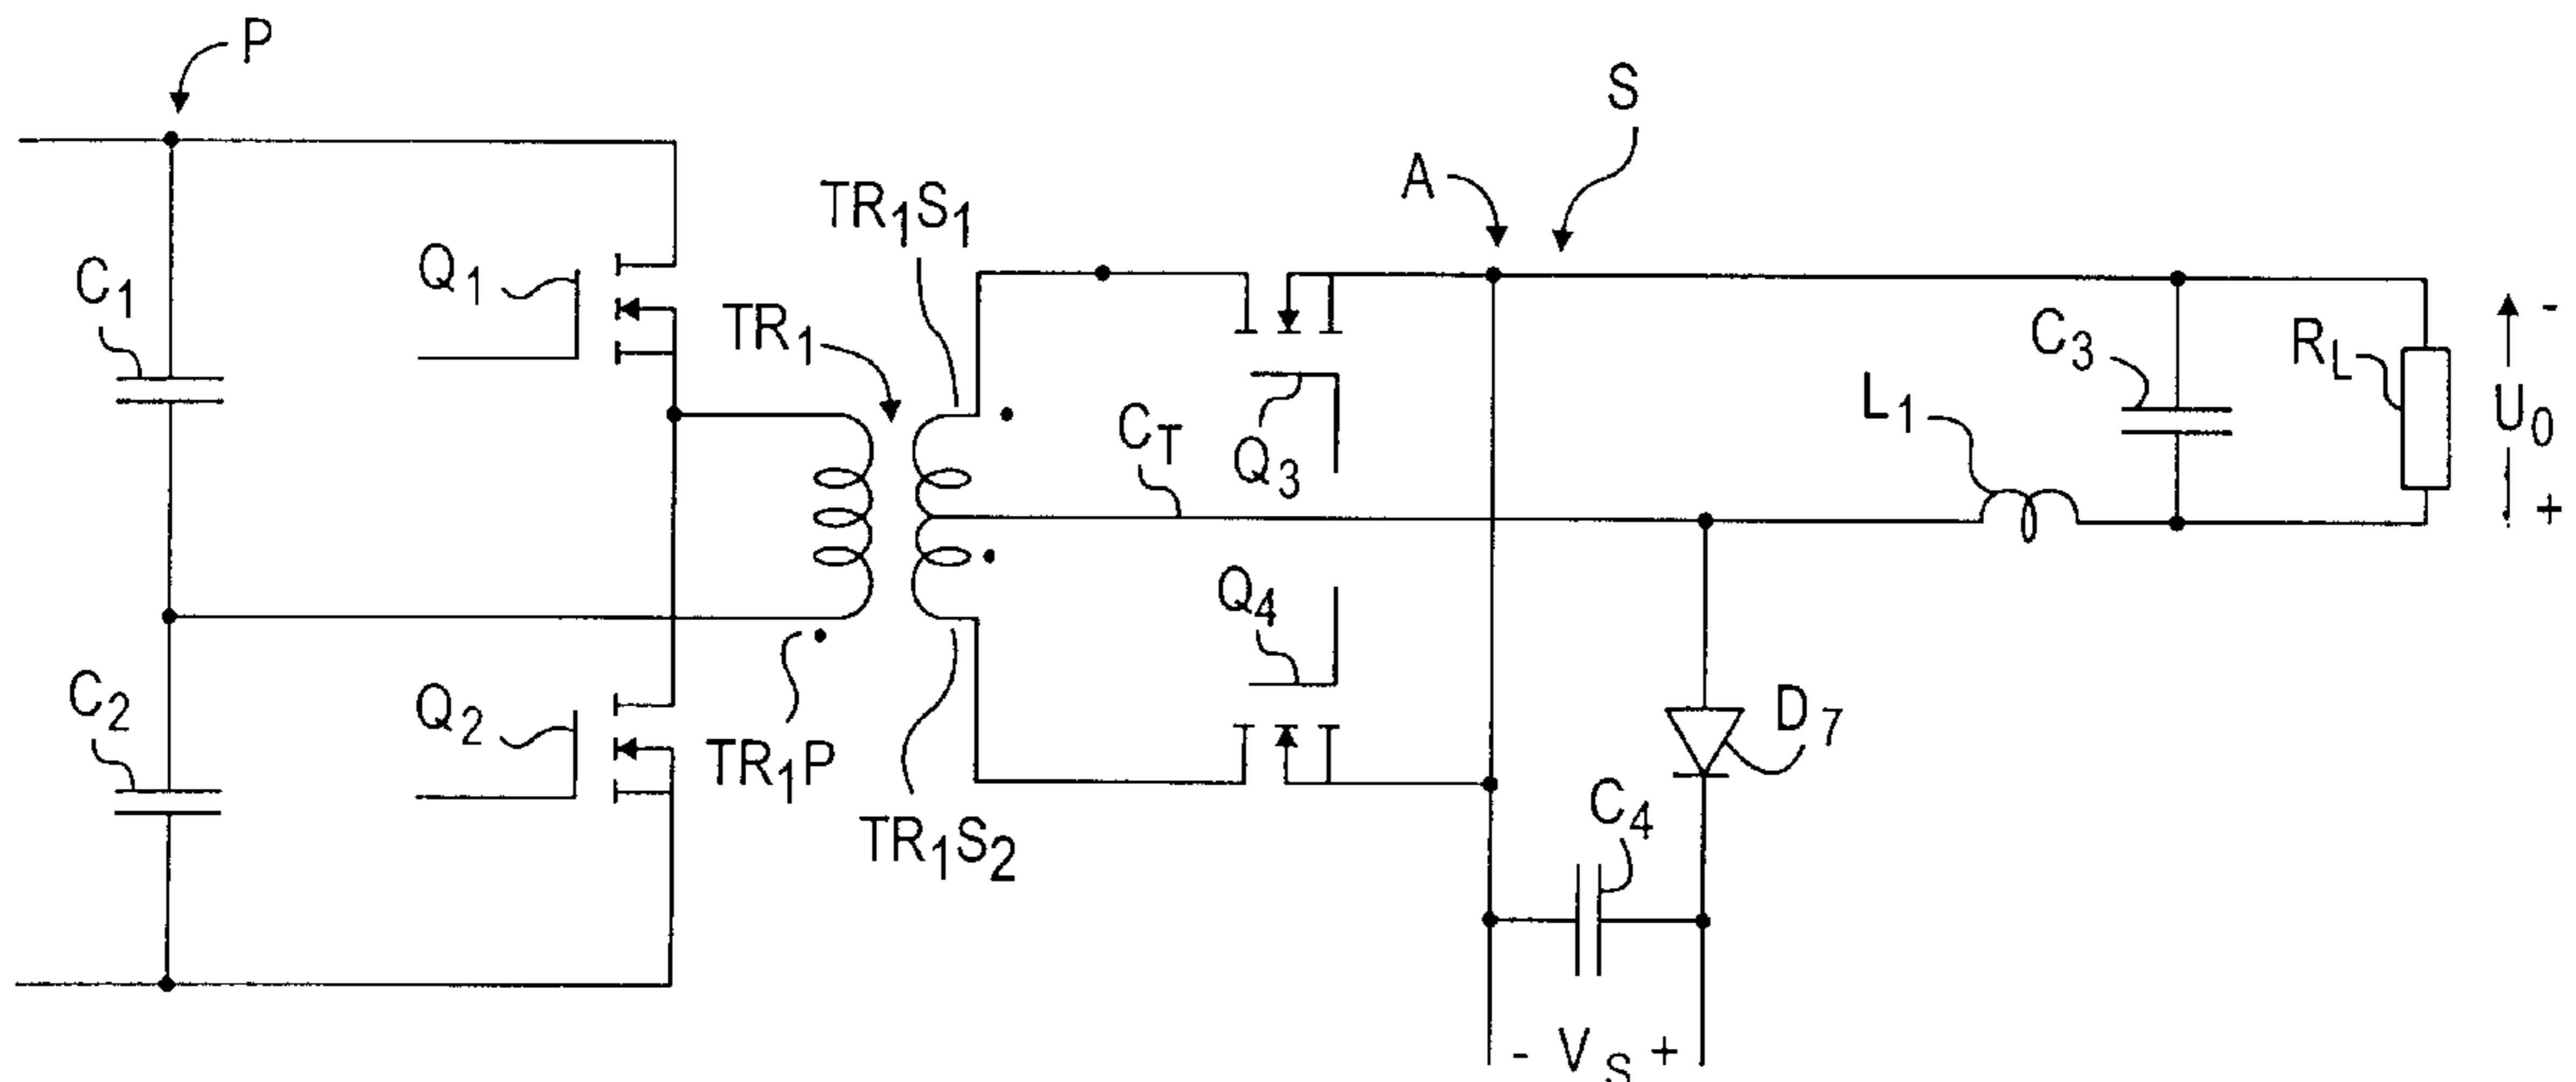 P
S
A
TR1S1
Q1
C1
TR1
C3
RL
-
U0
+
L1
CT
Q3
Q4
C2
Q2
TR1P
D7
C4
TR1S2
- VS +